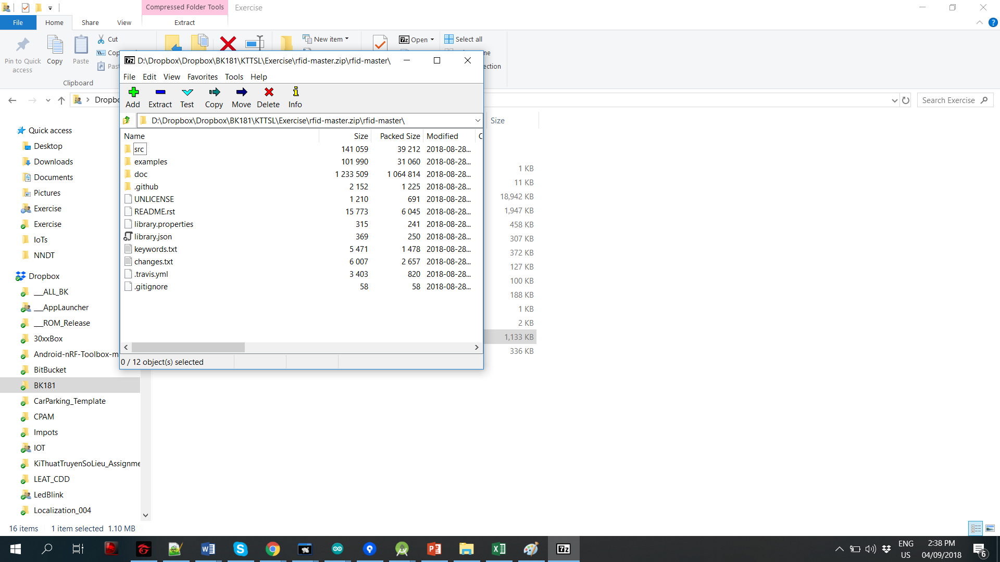 Compressed Folder Tools
Exercise
File
Home
Share
View
Extract
Pin to Quick access
Copy
Paste
Cut
Clipboard
New item
Open
Select all
D:\Dropbox\Dropbox\BK181\KTTSL\Exercise\rfid-master.zip\rfid-master\
File Edit View Favorites Tools Help
Add Extract Test Copy Move Delete Info
D:\Dropbox\Dropbox\BK181\KTTSL\Exercise\rfid-master.zip\rfid-master\
Search Exercise
Name Size Packed Size Modified
src 141 059 39 212 2018-08-28...
examples 101 990 31 060 2018-08-28...
doc 1 233 509 1 064 814 2018-08-28...
.github 2 152 1 225 2018-08-28...
UNLICENSE 1 210 691 2018-08-28...
README.rst 15 773 6 045 2018-08-28...
library.properties 315 241 2018-08-28...
library.json 369 250 2018-08-28...
keywords.txt 5 471 1 478 2018-08-28...
changes.txt 6 007 2 657 2018-08-28...
.travis.yml 3 403 820 2018-08-28...
.gitignore 58 58 2018-08-28...
0 / 12 object(s) selected
Quick access
Desktop
Downloads
Documents
Pictures
Exercise
Exercise
IoTs
NNDT
Dropbox
___ALL_BK
___AppLauncher
___ROM_Release
30xxBox
Android-nRF-Toolbox-m
BitBucket
BK181
CarParking_Template
CPAM
Impots
IOT
KiThuatTruyenSoLieu_Assignme
LEAT_CDD
LedBlink
Localization_004
Size
1 KB
11 KB
18,942 KB
1,947 KB
458 KB
307 KB
372 KB
127 KB
100 KB
188 KB
1 KB
2 KB
1,133 KB
336 KB
16 items 1 item selected 1.10 MB
ENG
US
2:38 PM
04/09/2018
6